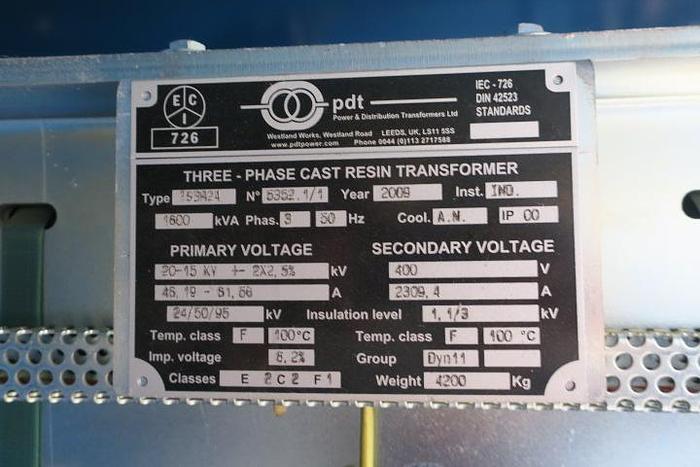 E C I
726
pdt
Power & Distribution Transformers Ltd
Westland Works, Westland Road LEEDS, UK, LS11 5SS
www.pdtpower.com Phone 0044 (0)113 2717588
IEC - 726
DIN 42523
STANDARDS
THREE - PHASE CAST RESIN TRANSFORMER
Type N° 5352.1/1 Year 2009 Inst. IND.
1600 kVA Phas. 3 50 Hz Cool. A.N. IP 00
PRIMARY VOLTAGE SECONDARY VOLTAGE
20-15 KV +- 2X2,5% kV 400 V
46,19 - 61,58 A 2309,4 A
24/50/95 kV Insulation level 1,1/3 kV
Temp. class F 100°C Temp. class F 100 °C
Imp. voltage 6,2% Group Dyn11
Classes E 2 C 2 F 1 Weight 4200 Kg